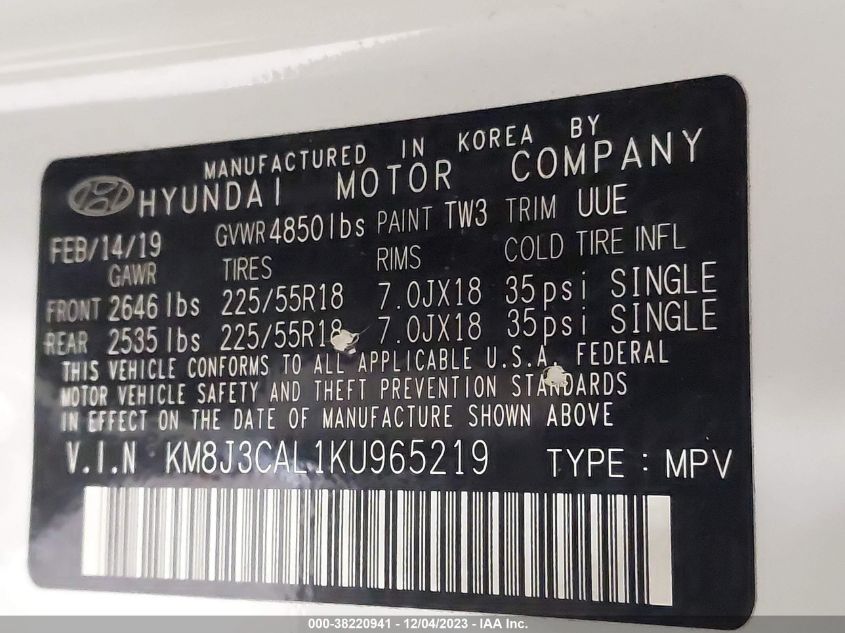 MANUFACTURED IN KOREA BY
HYUNDAI MOTOR COMPANY
FEB/14/19 GVWR 4850lbs PAINT TW3 TRIM UUE
GAWR TIRES RIMS COLD TIRE INFL
FRONT 2646lbs 225/55R18 7.0JX18 35psi SINGLE
REAR 2535lbs 225/55R18 7.0JX18 35psi SINGLE
THIS VEHICLE CONFORMS TO ALL APPLICABLE U.S.A. FEDERAL
MOTOR VEHICLE SAFETY AND THEFT PREVENTION STANDARDS
IN EFFECT ON THE DATE OF MANUFACTURE SHOWN ABOVE
V.I.N KM8J3CAL1KU965219 TYPE : MPV
000-38220941 - 12/04/2023 - IAA Inc.